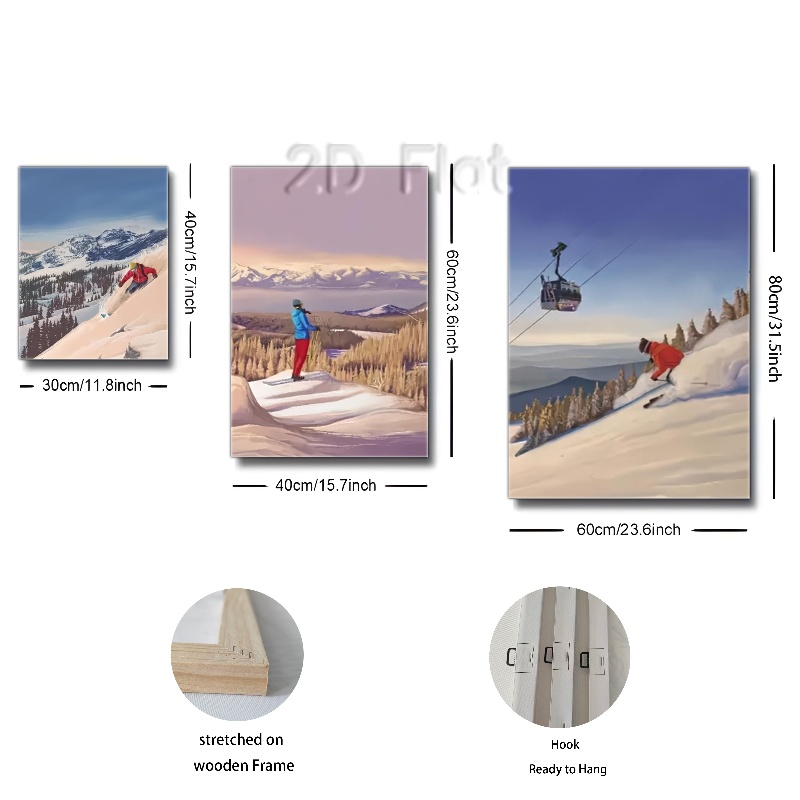 2D Flat
40cm/15.7inch
30cm/11.8inch
60cm/23.6inch
40cm/15.7inch
80cm/31.5inch
60cm/23.6inch
stretched on
wooden Frame
Hook
Ready to Hang